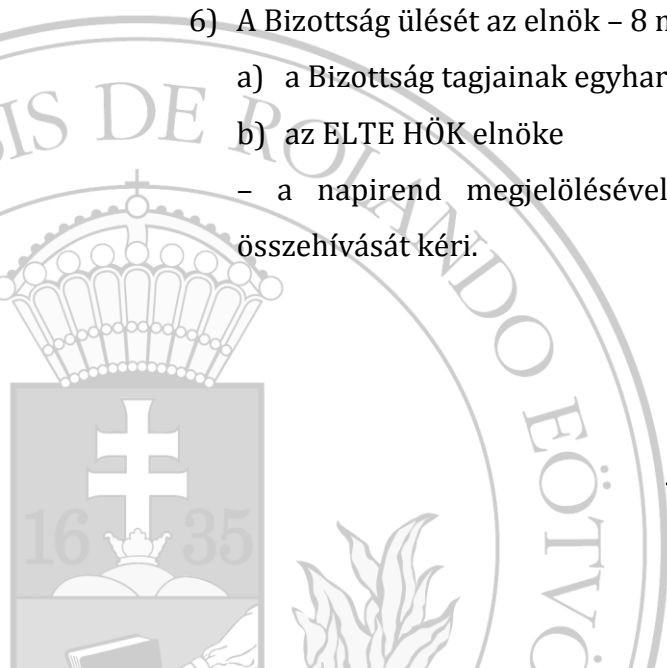 6) A Bizottság ülését az elnök – 8
a) a Bizottság tagjainak egyhar
b) az ELTE HÖK elnöke
– a napirend megjelölésével
összehívását kéri.
SIS DE ROLANDO EÖTVÖ
16 35